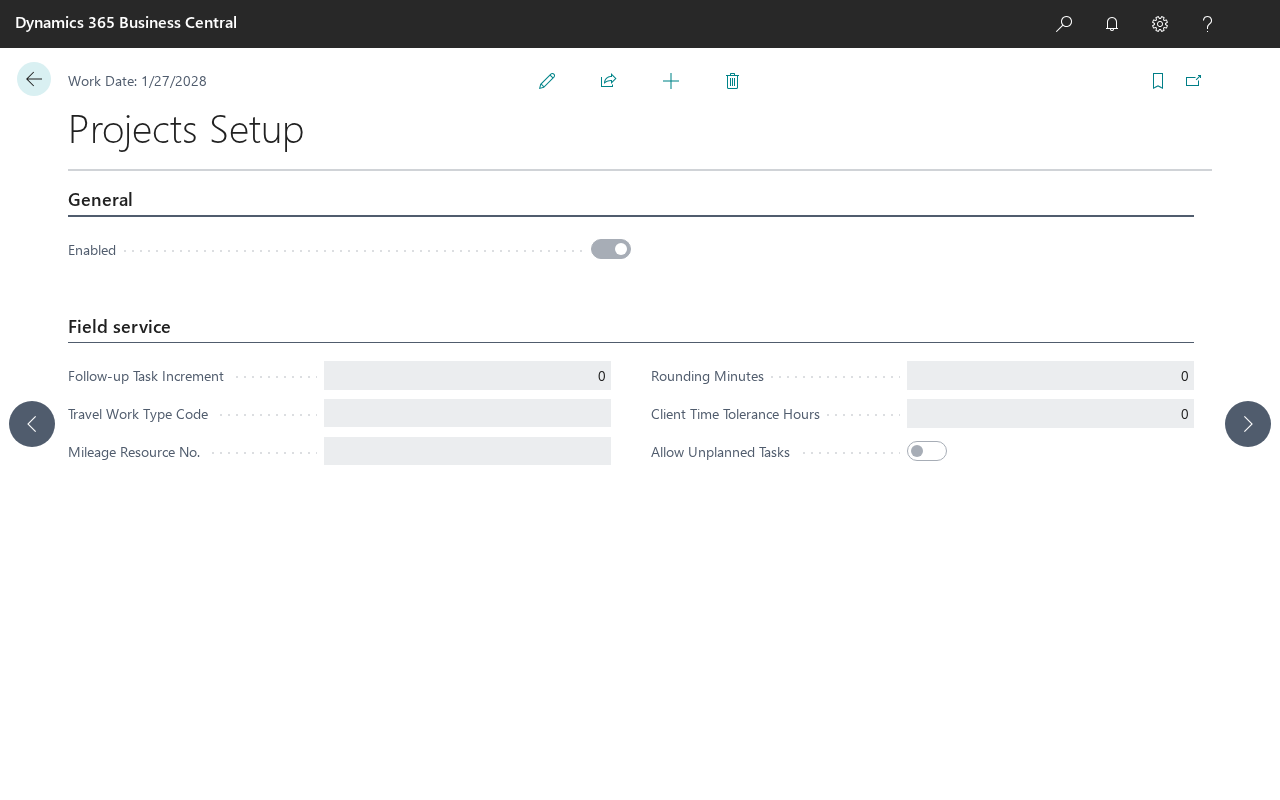 Dynamics 365 Business Central
Work Date: 1/27/2028
Projects Setup
General
Enabled
Field service
Follow-up Task Increment 0
Rounding Minutes 0
Travel Work Type Code
Client Time Tolerance Hours 0
Mileage Resource No.
Allow Unplanned Tasks